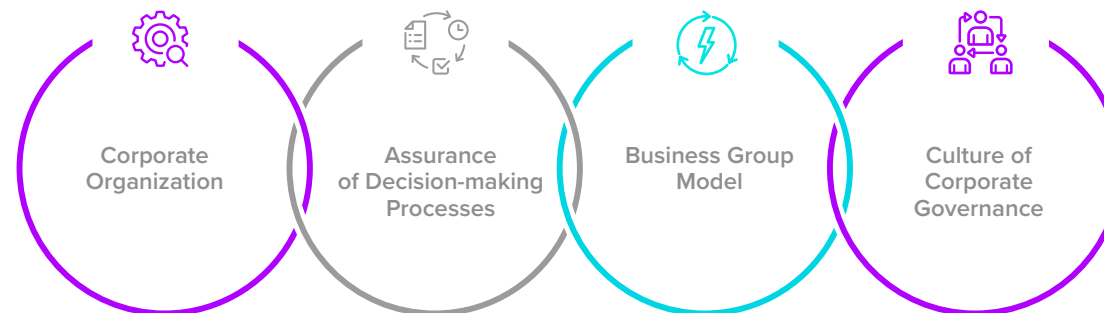 Corporate
Organization
Assurance
of Decision-making
Processes
Business Group
Model
Culture of
Corporate
Governance